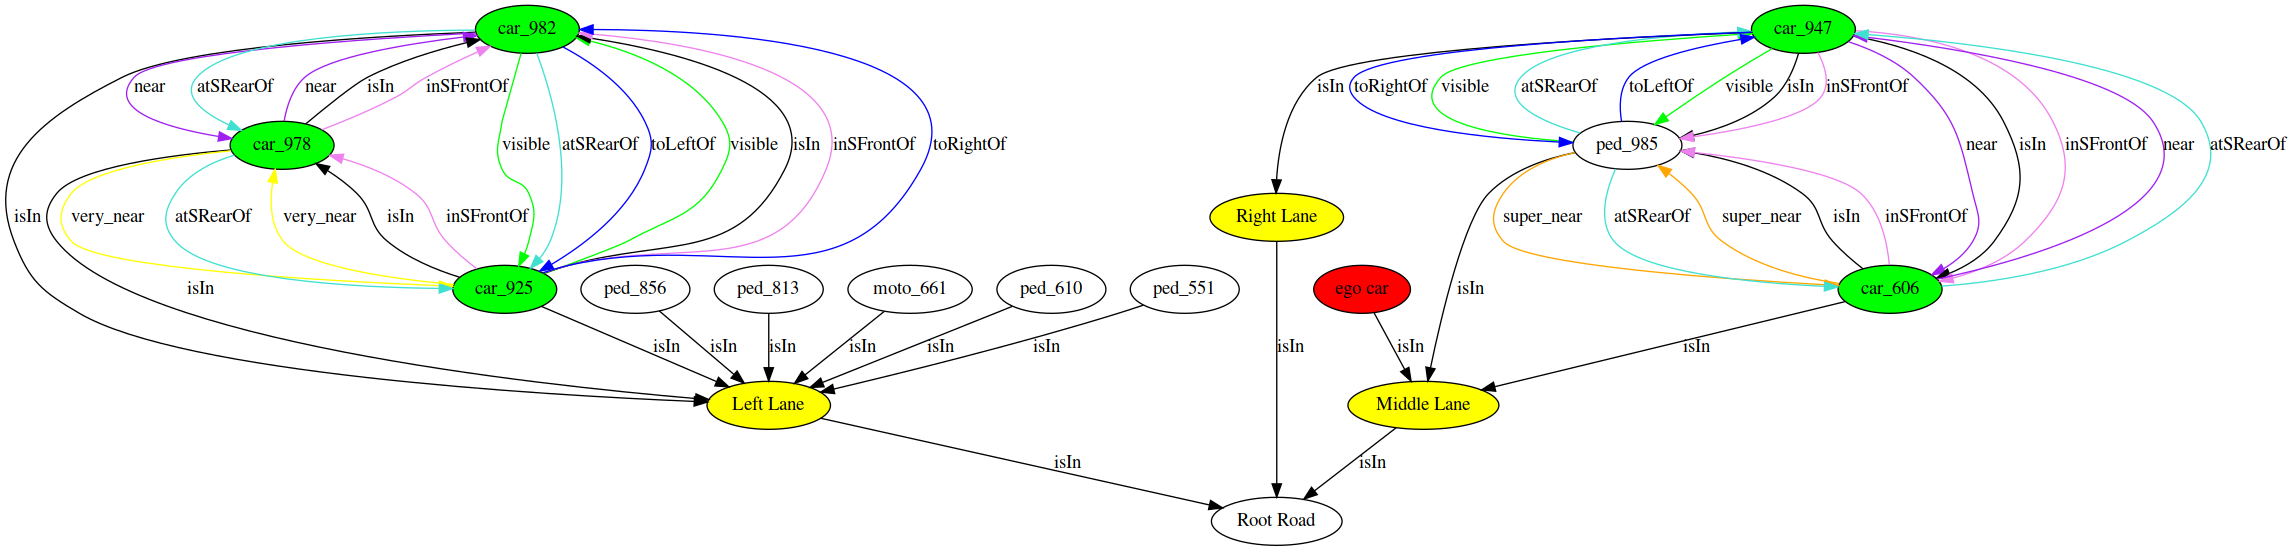 car_982 car_947
near atSRearOf near isIn inSFrontOf isIn toRightOf visible atSRearOf toLeftOf visible isIn inSFrontOf
car_978 visible atSRearOf toLeftOf visible isIn inSFrontOf toRightOf ped_985 near isIn inSFrontOf near atSRearOf
isIn very_near atSRearOf very_near isIn inSFrontOf Right Lane super_near atSRearOf super_near isIn inSFrontOf
isIn car_925 ped_856 ped_813 moto_661 ped_610 ped_551 ego car isIn car_606
isIn isIn isIn isIn isIn isIn isIn isIn isIn
Left Lane Middle Lane
isIn isIn
Root Road